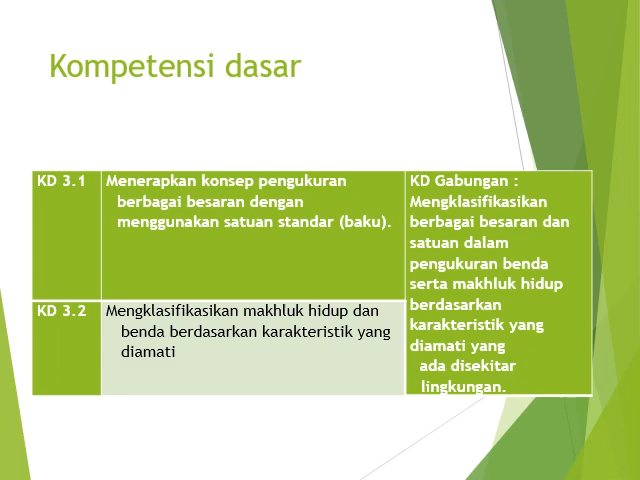 Kompetensi dasar
KD 3.1
Menerapkan konsep pengukuran
berbagai besaran dengan
menggunakan satuan standar (baku).
KD Gabungan :
Mengklasifikasikan
berbagai besaran dan
satuan dalam
pengukuran benda
serta makhluk hidup
berdasarkan
karakteristik yang
diamati yang
ada disekitar
lingkungan.
KD 3.2
Mengklasifikasikan makhluk hidup dan
benda berdasarkan karakteristik yang
diamati